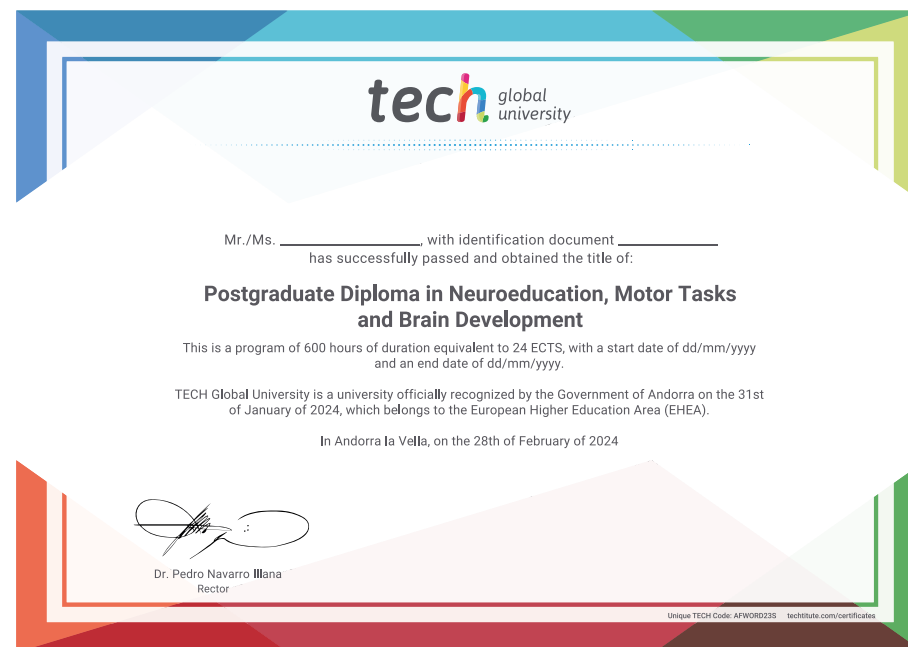 tech global
university
Mr./Ms. ____________, with identification document ____________
has successfully passed and obtained the title of:
Postgraduate Diploma in Neuroeducation, Motor Tasks
and Brain Development
This is a program of 600 hours of duration equivalent to 24 ECTS, with a start date of dd/mm/yyyy
and an end date of dd/mm/yyyy.
TECH Global University is a university officially recognized by the Government of Andorra on the 31st
of January of 2024, which belongs to the European Higher Education Area (EHEA).
In Andorra la Vella, on the 28th of February of 2024
Dr. Pedro Navarro Illana
Rector
Unique TECH Code: AFWORD23S techtitute.com/certificates